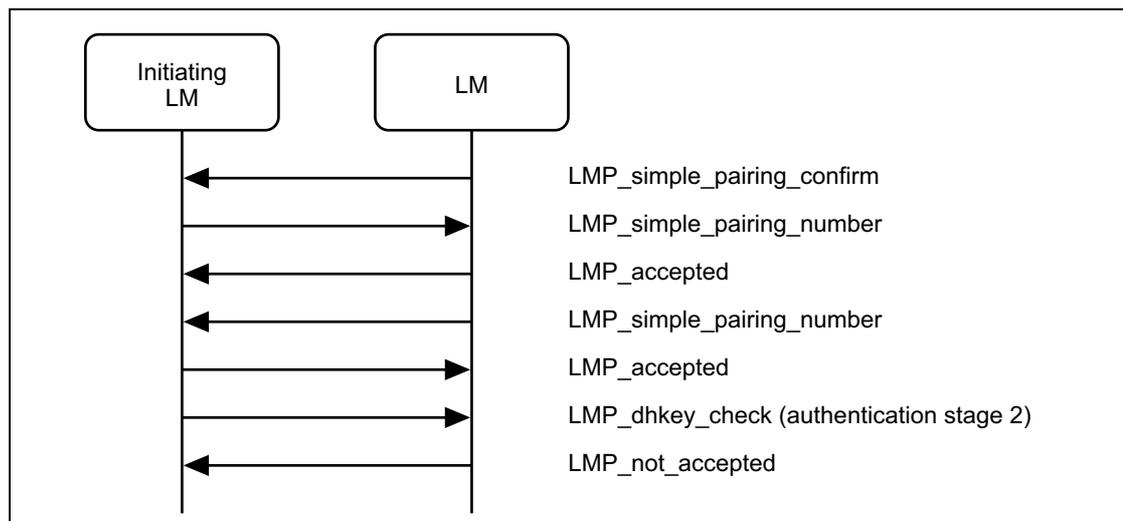 Initiating
LM
LM
LMP_simple_pairing_confirm
LMP_simple_pairing_number
LMP_accepted
LMP_simple_pairing_number
LMP_accepted
LMP_dhkey_check (authentication stage 2)
LMP_not_accepted